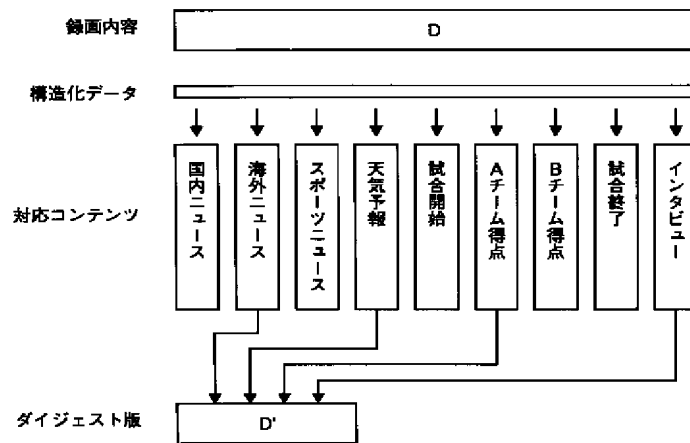 録画内容
D
構造化データ
対応コンテンツ
国内ニュース
海外ニュース
スポーツニュース
天気予報
試合開始
Aチーム得点
Bチーム得点
試合終了
インタビュー
ダイジェスト版
D'